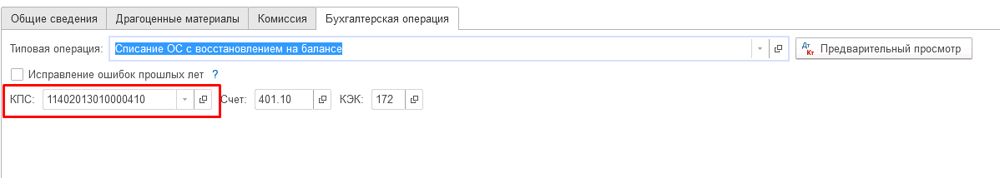 Общие сведения Драгоценные материалы Комиссия Бухгалтерская операция
Типовая операция: Списание ОС с восстановлением на балансе Дт Кт Предварительный просмотр
Исправление ошибок прошлых лет ?
КПС: 11402013010000410 Счет: 401.10 КЭК: 172